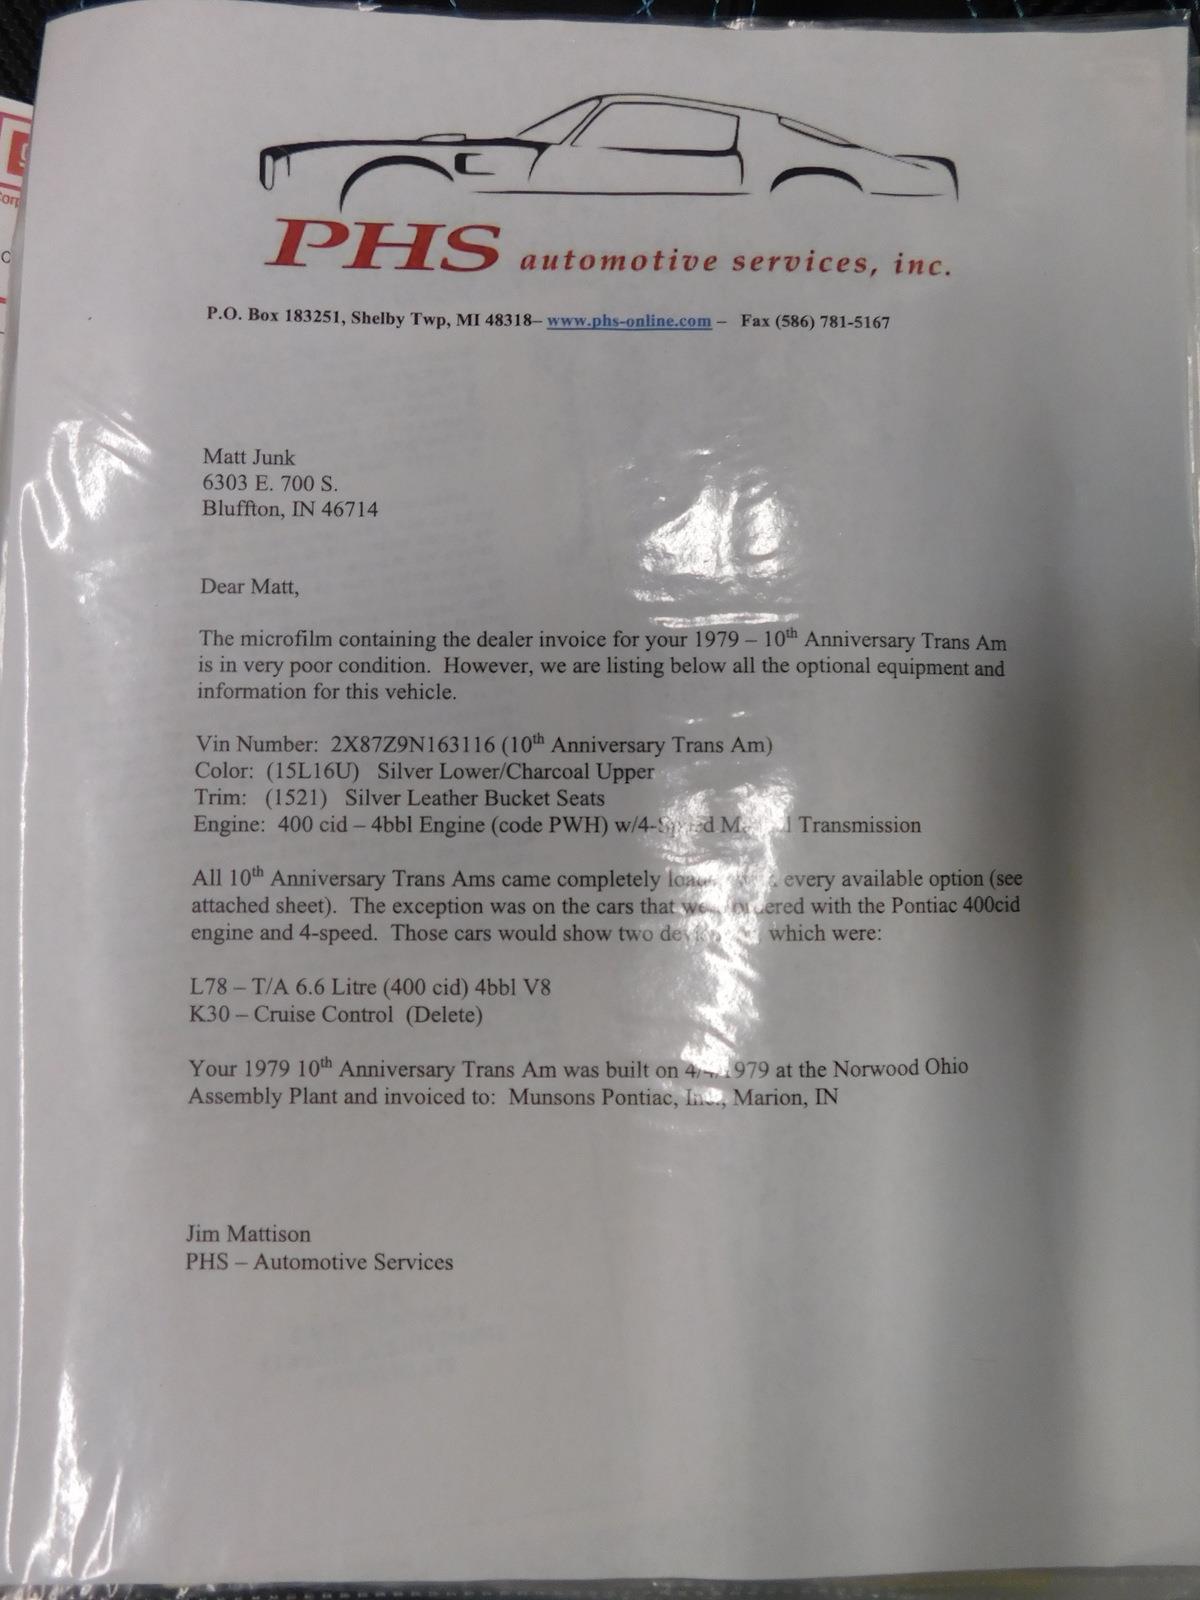 PHS automotive services, inc.
P.O. Box 183251, Shelby Twp, MI 48318– www.phs-online.com – Fax (586) 781-5167
Matt Junk
6303 E. 700 S.
Bluffton, IN 46714
Dear Matt,
The microfilm containing the dealer invoice for your 1979 – 10th Anniversary Trans Am
is in very poor condition. However, we are listing below all the optional equipment and
information for this vehicle.
Vin Number: 2X87Z9N163116 (10th Anniversary Trans Am)
Color: (15L16U) Silver Lower/Charcoal Upper
Trim: (1521) Silver Leather Bucket Seats
Engine: 400 cid – 4bbl Engine (code PWH) w/4-Speed Manual Transmission
All 10th Anniversary Trans Ams came completely every available option (see
attached sheet). The exception was on the cars that were ordered with the Pontiac 400cid
engine and 4-speed. Those cars would show two which were:
L78 – T/A 6.6 Litre (400 cid) 4bbl V8
K30 – Cruise Control (Delete)
Your 1979 10th Anniversary Trans Am was built on at the Norwood Ohio
Assembly Plant and invoiced to: Munsons Pontiac, Inc., Marion, IN
Jim Mattison
PHS – Automotive Services